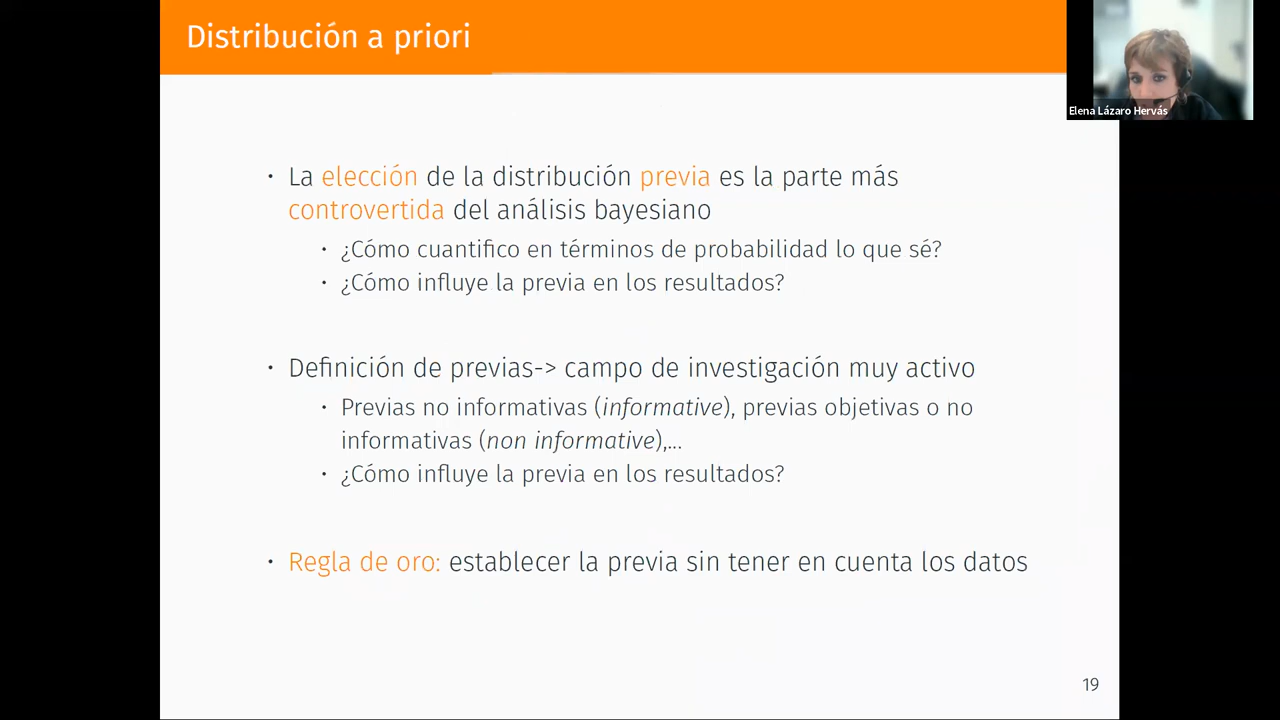 Distribución a priori
Elena Lázaro Hervás
· La elección de la distribución previa es la parte más
controvertida del análisis bayesiano
· ¿Cómo cuantifico en términos de probabilidad lo que sé?
· ¿Cómo influye la previa en los resultados?
· Definición de previas-> campo de investigación muy activo
· Previas no informativas (informative), previas objetivas o no
informativas (non informative),...
· ¿Cómo influye la previa en los resultados?
· Regla de oro: establecer la previa sin tener en cuenta los datos
19